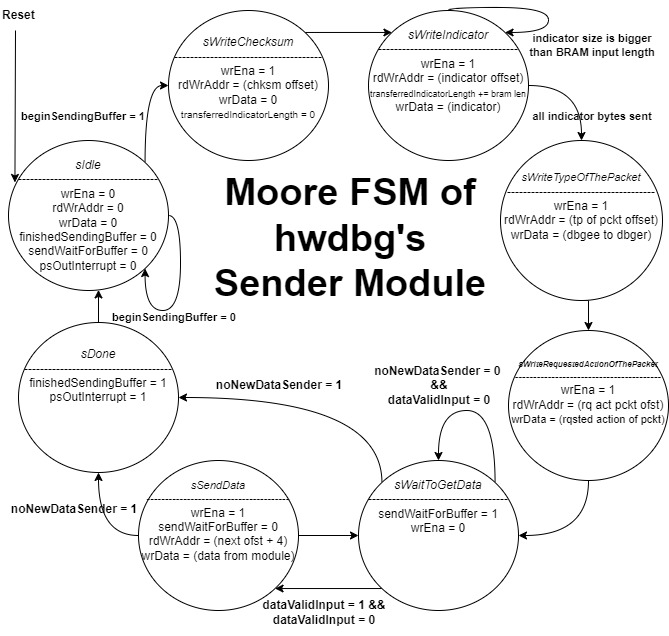 Reset
sWriteChecksum
wrEna = 1
rdWrAddr = (chksm offset)
wrData = 0
transferredIndicatorLength = 0
sWriteIndicator
wrEna = 1
rdWrAddr = (indicator offset)
transferredIndicatorLength += bram len
wrData = (indicator)
indicator size is bigger
than BRAM input length
beginSendingBuffer = 1
all indicator bytes sent
sIdle
wrEna = 0
rdWrAddr = 0
wrData = 0
finishedSendingBuffer = 0
sendWaitForBuffer = 0
psOutInterrupt = 0
Moore FSM of
hwdbg's
Sender Module
sWriteTypeOfThePacket
wrEna = 1
rdWrAddr = (tp of pckt offset)
wrData = (dbgee to dbger)
beginSendingBuffer = 0
sDone
finishedSendingBuffer = 1
psOutInterrupt = 1
noNewDataSender = 1
noNewDataSender = 0
&&
dataValidInput = 0
sWriteRequestedActionOfThePacket
wrEna = 1
rdWrAddr = (rq act pckt ofst)
wrData = (rqsted action of pckt)
noNewDataSender = 1
sSendData
wrEna = 1
sendWaitForBuffer = 0
rdWrAddr = (next ofst + 4)
wrData = (data from module)
sWaitToGetData
sendWaitForBuffer = 1
wrEna = 0
dataValidInput = 1 &&
dataValidInput = 0